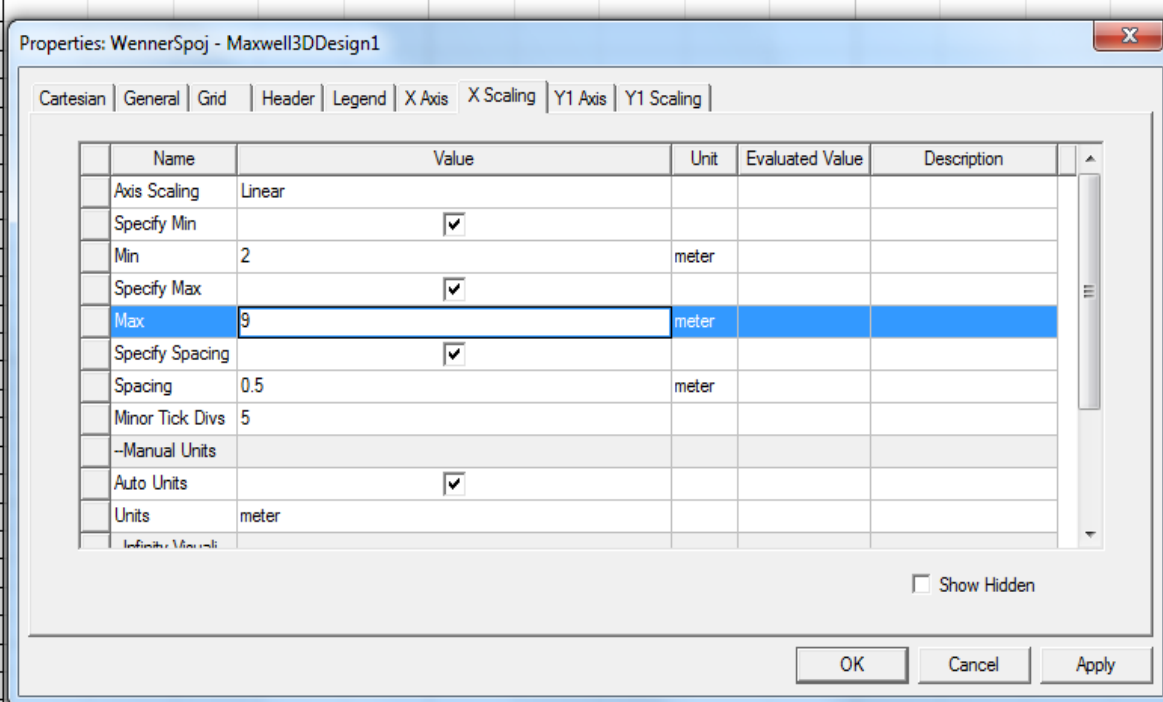 Properties: WennerSpoj - Maxwell3DDesign1
X
Cartesian General Grid Header Legend X Axis X Scaling Y1 Axis Y1 Scaling
Name Value Unit Evaluated Value Description
Axis Scaling Linear
Specify Min
Min 2 meter
Specify Max
Max 9 meter
Specify Spacing
Spacing 0.5 meter
Minor Tick Divs 5
--Manual Units
Auto Units
Units meter
Show Hidden
OK Cancel Apply